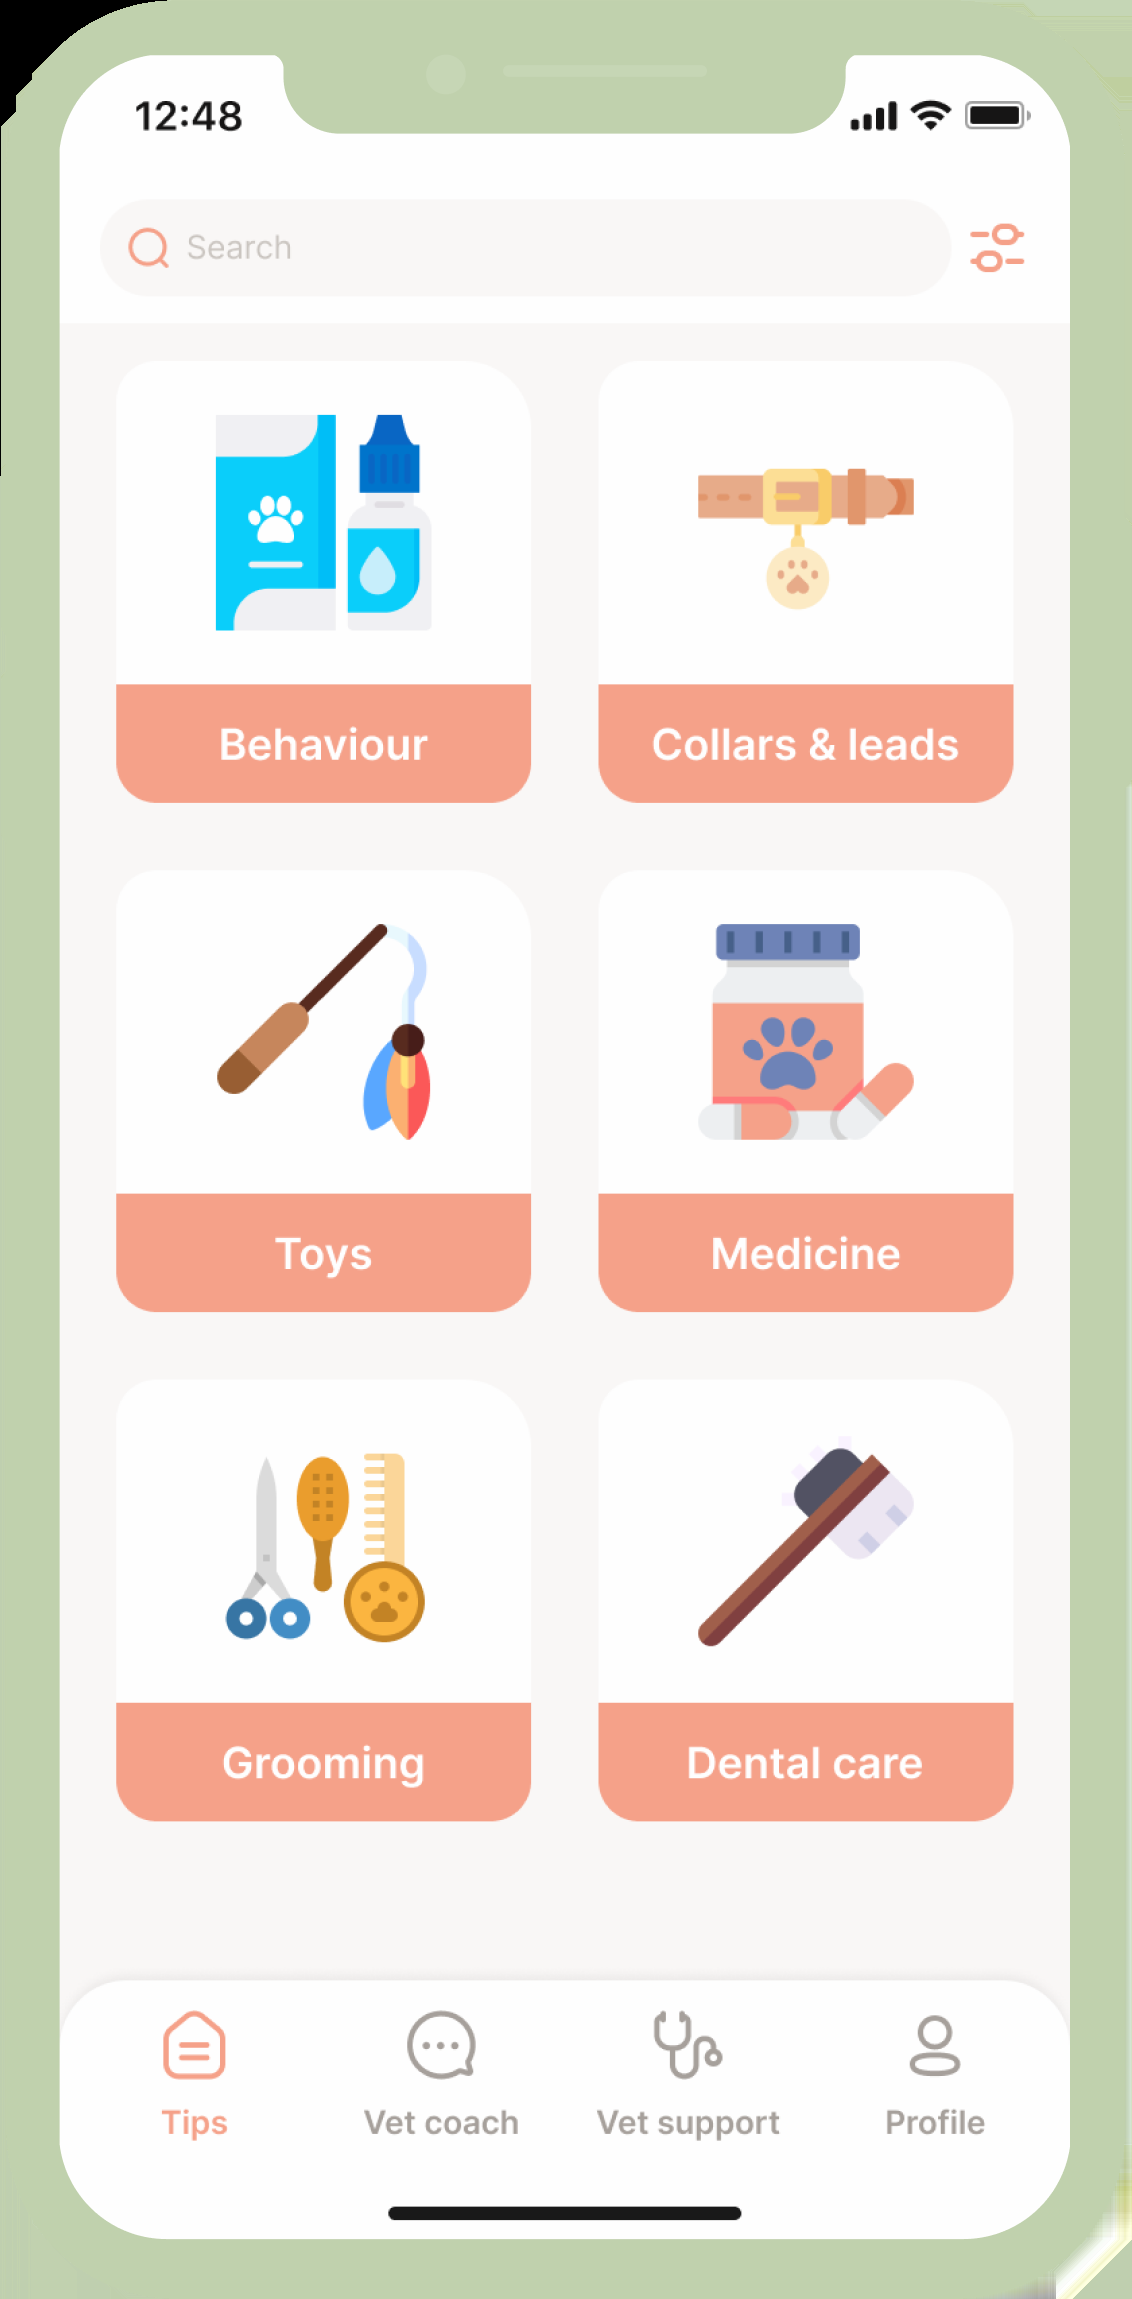 12:48
Search
Behaviour
Collars & leads
Toys
Medicine
Grooming
Dental care
Tips
Vet coach
Vet support
Profile